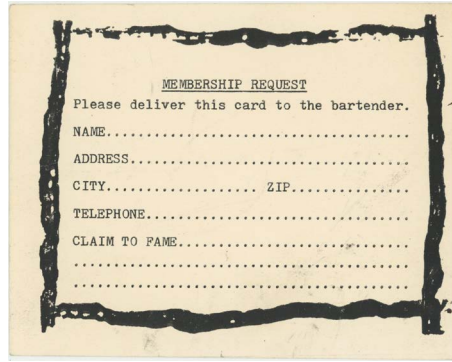 MEMBERSHIP REQUEST
Please deliver this card to the bartender.
NAME......................................
ADDRESS...................................
CITY................... ZIP...............
TELEPHONE.................................
CLAIM TO FAME.............................
..........................................
..........................................